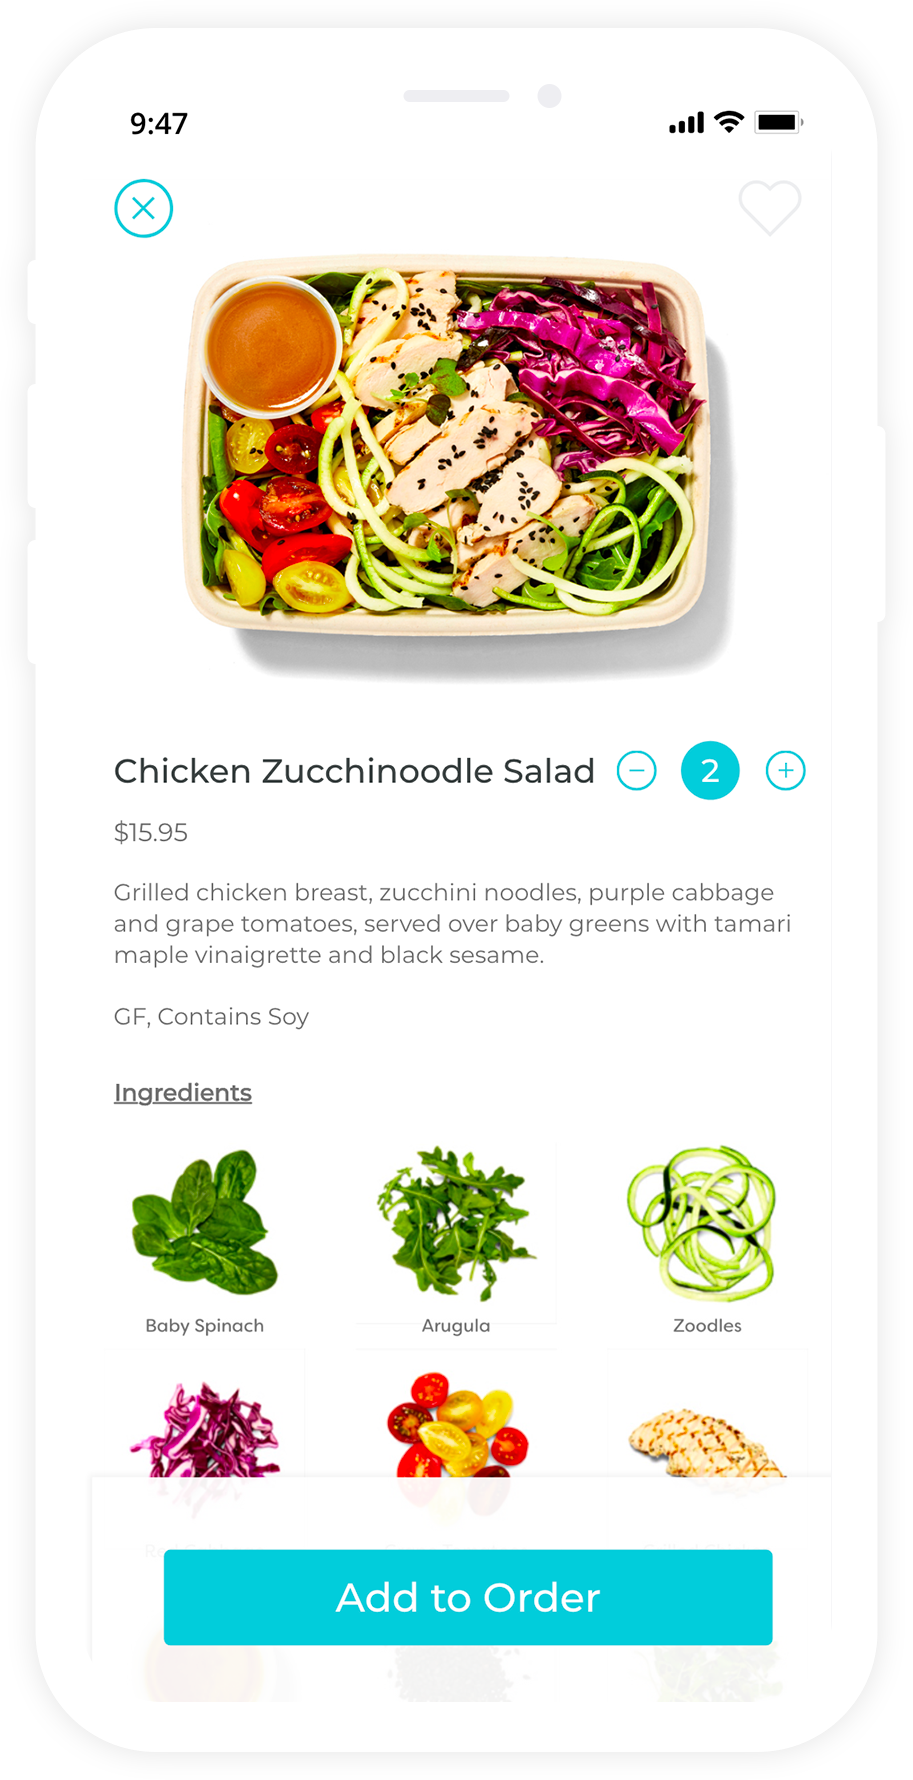 9:47
Chicken Zucchinoodle Salad
2
$15.95
Grilled chicken breast, zucchini noodles, purple cabbage
and grape tomatoes, served over baby greens with tamari
maple vinaigrette and black sesame.
GF, Contains Soy
Ingredients
Baby Spinach
Arugula
Zoodles
Add to Order